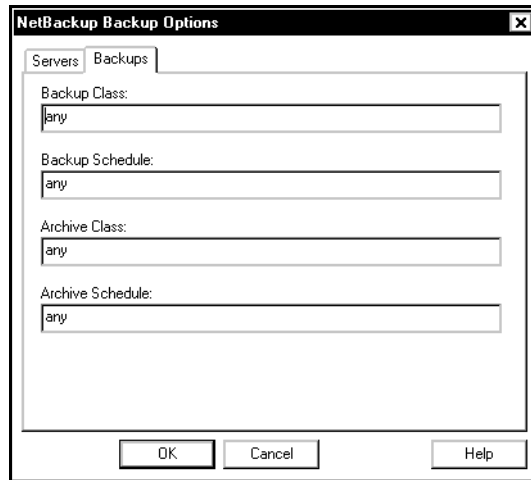 NetBackup Backup Options
Servers Backups
Backup Class:
any
Backup Schedule:
any
Archive Class:
any
Archive Schedule:
any
OK Cancel Help